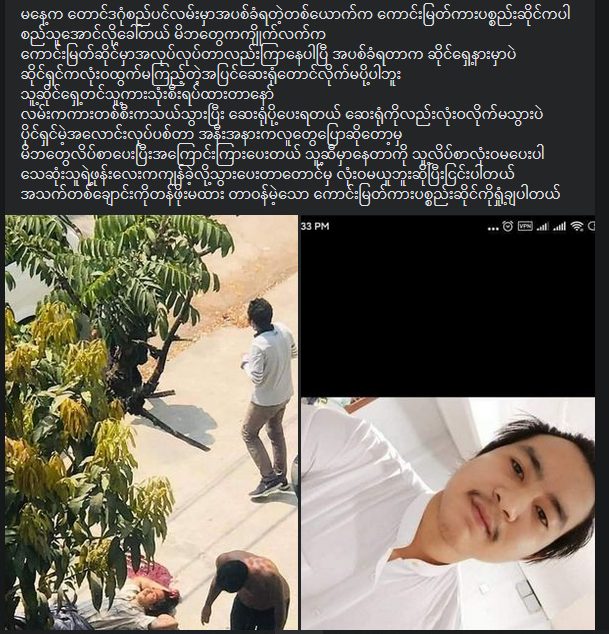 မနေ့က တောင်ဒဂုံစည်ပင်လမ်းမှာအပစ်ခံရတဲ့တစ်ယောက်က ကောင်းမြတ်ကားပစ္စည်းဆိုင်ကပါ
စည်သူအောင်လို့ခေါ်တယ် မိဘတွေကကျိုက်လက်က
ကောင်းမြတ်ဆိုင်မှာအလုပ်လုပ်တာလည်းကြာနေပါပြီ အပစ်ခံရတာက ဆိုင်ရှေ့နားမှာပဲ
ဆိုင်ရှင်ကလုံးဝထွက်မကြည့်တဲ့အပြင်ဆေးရုံတောင်လိုက်မပို့ပါဘူး
သူ့ဆိုင်ရှေ့တင်သူ့ကားသုံးစီးရပ်ထားတာနော်
လမ်းကကားတစ်စီးကသယ်သွားပြီး ဆေးရုံပို့ပေးရတယ် ဆေးရုံကိုလည်းလုံးဝလိုက်မသွားပဲ
ပိုင်ရှင်မဲ့အလောင်းလုပ်ပစ်တာ အနီးအနားကလူတွေပြောဆိုတော့မှ
မိဘတွေလိပ်စာပေးပြီးအကြောင်းကြားပေးတယ် သူ့ဆီမှာနေတာကို သူ့လိပ်စာလုံးဝမပေးပါ
သေဆုံးသူရဲ့ဖုန်းလေးကကျန်ခဲ့လို့သွားပေးတာတောင်မှ လုံးဝမယူဘူးဆိုပြီးငြင်းပါတယ်
အသက်တစ်ချောင်းကိုတန်ဖိုးမထား တာဝန်မဲ့သော ကောင်းမြတ်ကားပစ္စည်းဆိုင်ကိုရှုံ့ချပါတယ်
33 PM
VPN